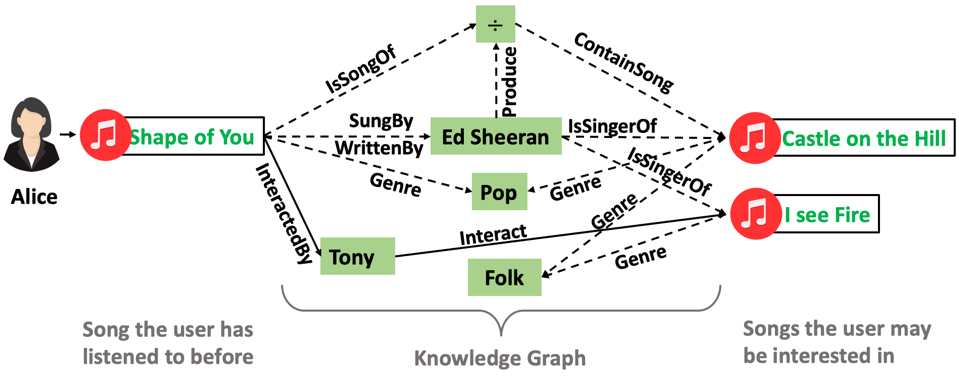 ÷
IsSongOf
ContainSong
Produce
Shape of You
SungBy
WrittenBy
Ed Sheeran
IsSingerOf
Castle on the Hill
IsSingerOf
Alice
Genre
Pop
Genre
Genre
I see Fire
InteractedBy
Interact
Tony
Folk
Genre
Song the user has
listened to before
Knowledge Graph
Songs the user may
be interested in